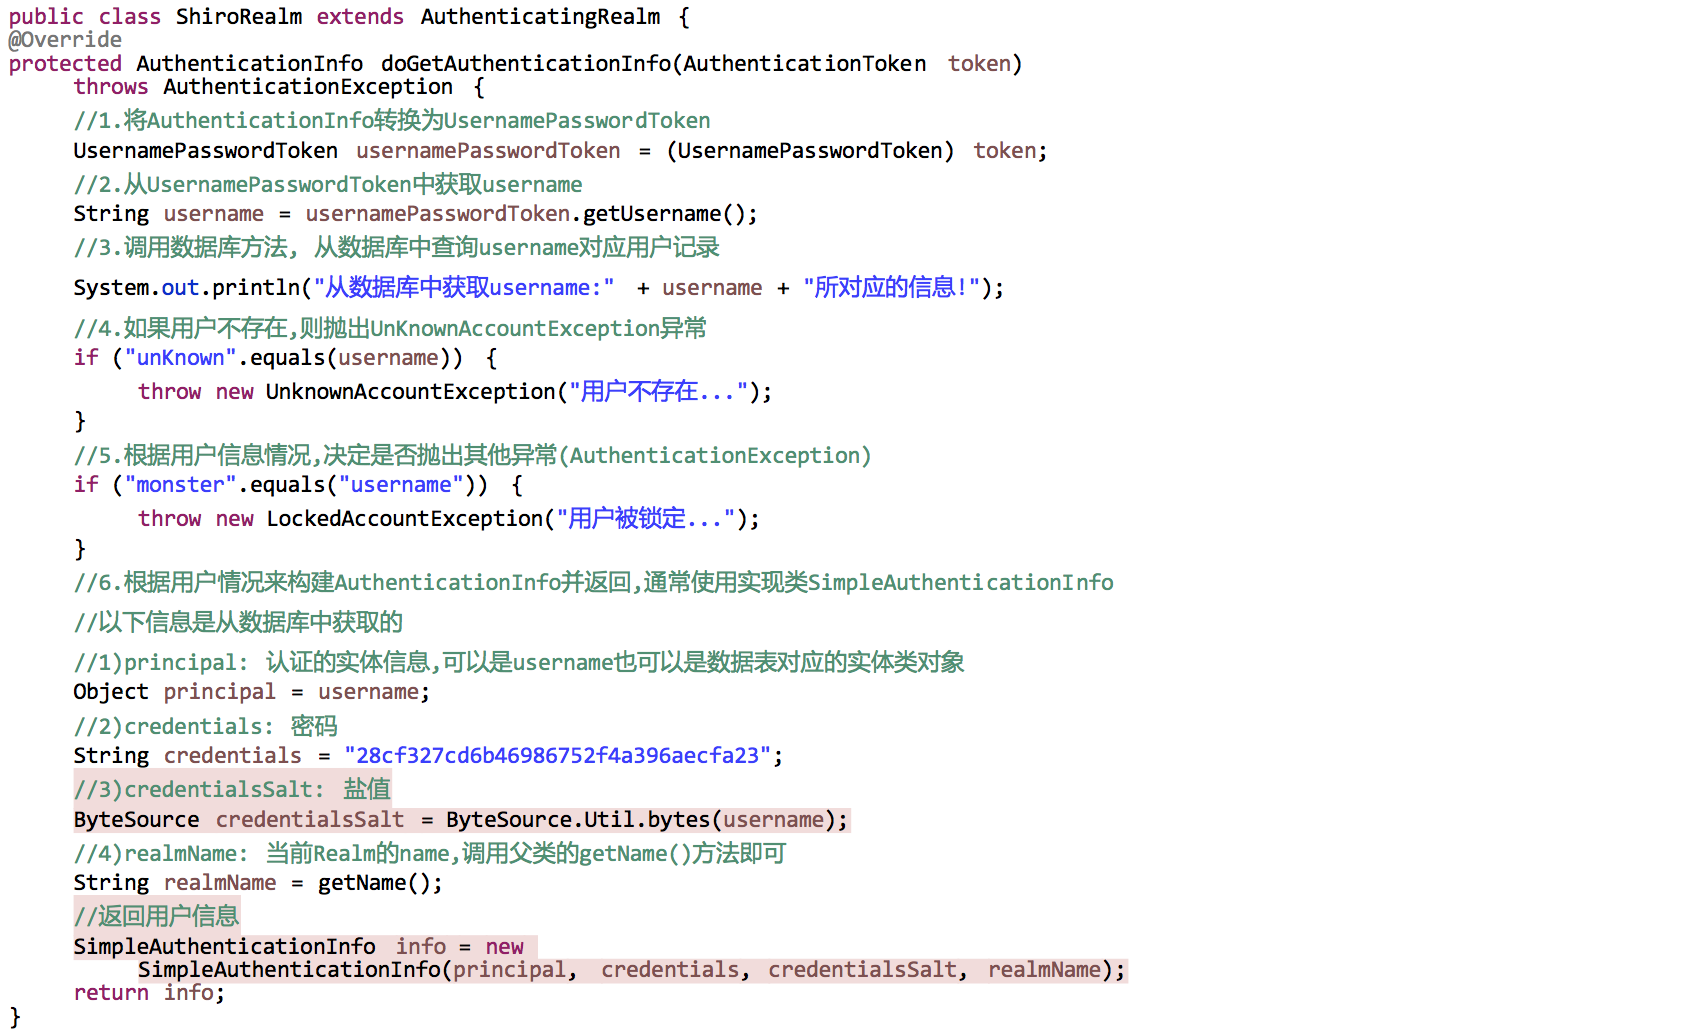 public class ShiroRealm extends AuthenticatingRealm {
@Override
protected AuthenticationInfo doGetAuthenticationInfo(AuthenticationToken token)
throws AuthenticationException {
//1.将AuthenticationInfo转换为UsernamePasswordToken
UsernamePasswordToken usernamePasswordToken = (UsernamePasswordToken) token;
//2.从UsernamePasswordToken中获取username
String username = usernamePasswordToken.getUsername();
//3.调用数据库方法, 从数据库中查询username对应用户记录
System.out.println("从数据库中获取username:" + username + "所对应的信息!");
//4.如果用户不存在,则抛出UnKnownAccountException异常
if ("unKnown".equals(username)) {
throw new UnknownAccountException("用户不存在...");
}
//5.根据用户信息情况,决定是否抛出其他异常(AuthenticationException)
if ("monster".equals("username")) {
throw new LockedAccountException("用户被锁定...");
}
//6.根据用户情况来构建AuthenticationInfo并返回,通常使用实现类SimpleAuthenticationInfo
//以下信息是从数据库中获取的
//1)principal: 认证的实体信息,可以是username也可以是数据表对应的实体类对象
Object principal = username;
//2)credentials: 密码
String credentials = "28cf327cd6b46986752f4a396aecfa23";
//3)credentialsSalt: 盐值
ByteSource credentialsSalt = ByteSource.Util.bytes(username);
//4)realmName: 当前Realm的name,调用父类的getName()方法即可
String realmName = getName();
//返回用户信息
SimpleAuthenticationInfo info = new
SimpleAuthenticationInfo(principal, credentials, credentialsSalt, realmName);
return info;
}